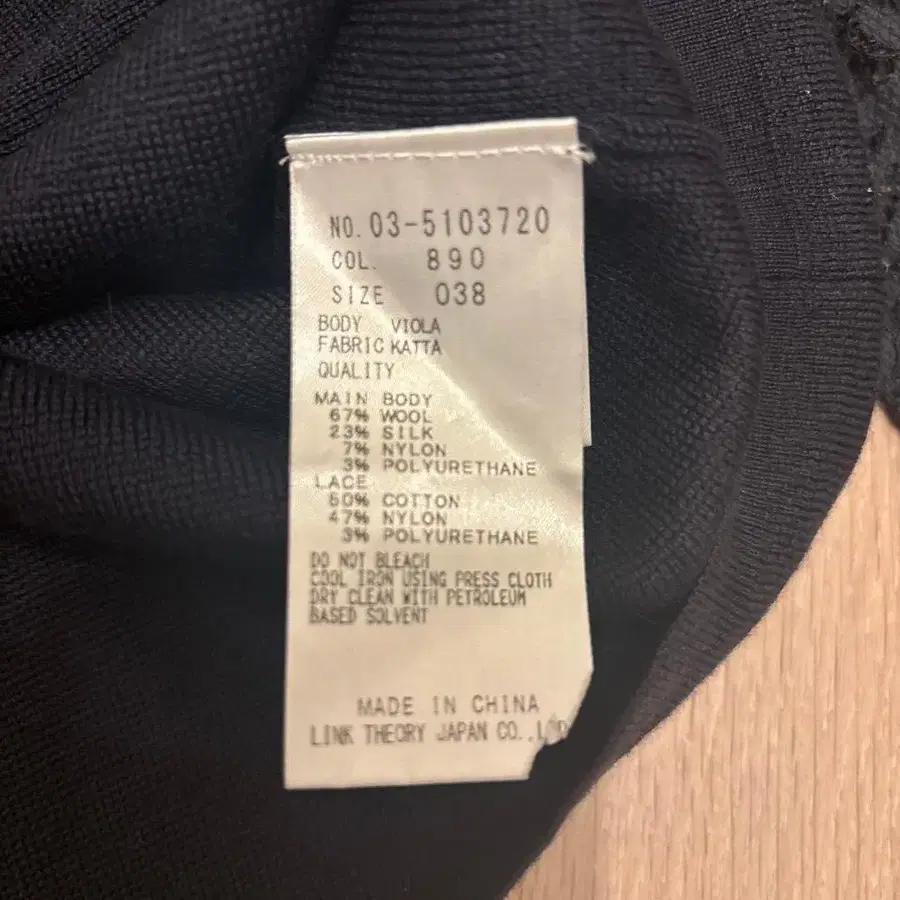 NO. 03-5103720
COL. 890
SIZE 038
BODY VIOLA
FABRIC KATTA
QUALITY
MAIN BODY
67% WOOL
23% SILK
7% NYLON
3% POLYURETHANE
LACE
50% COTTON
47% NYLON
3% POLYURETHANE
DO NOT BLEACH
COOL IRON USING PRESS CLOTH
DRY CLEAN WITH PETROLEUM
BASED SOLVENT
MADE IN CHINA
LINK THEORY JAPAN CO.,LTD